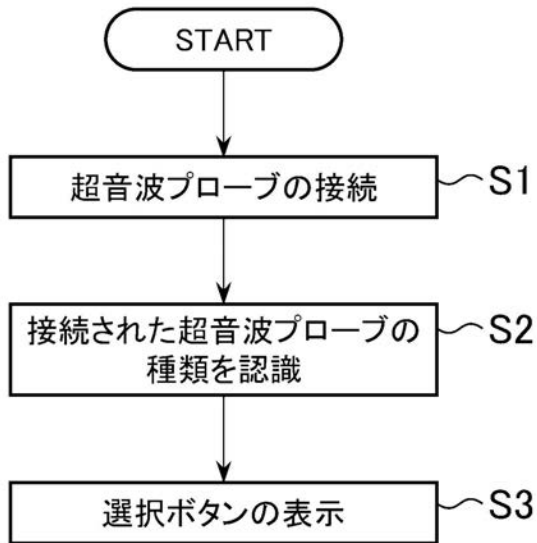 START
超音波プローブの接続
S1
接続された超音波プローブの
種類を認識
S2
選択ボタンの表示
S3